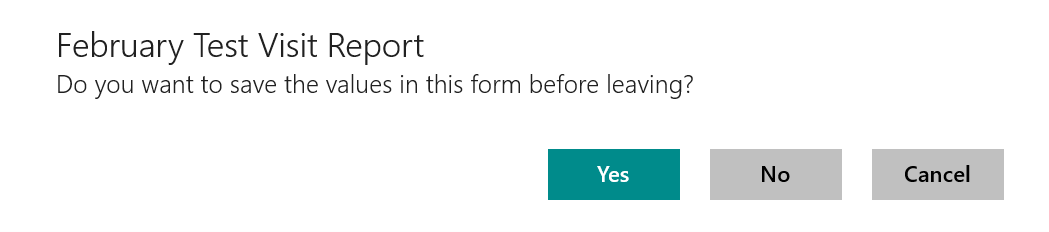 February Test Visit Report
Do you want to save the values in this form before leaving?
Yes No Cancel